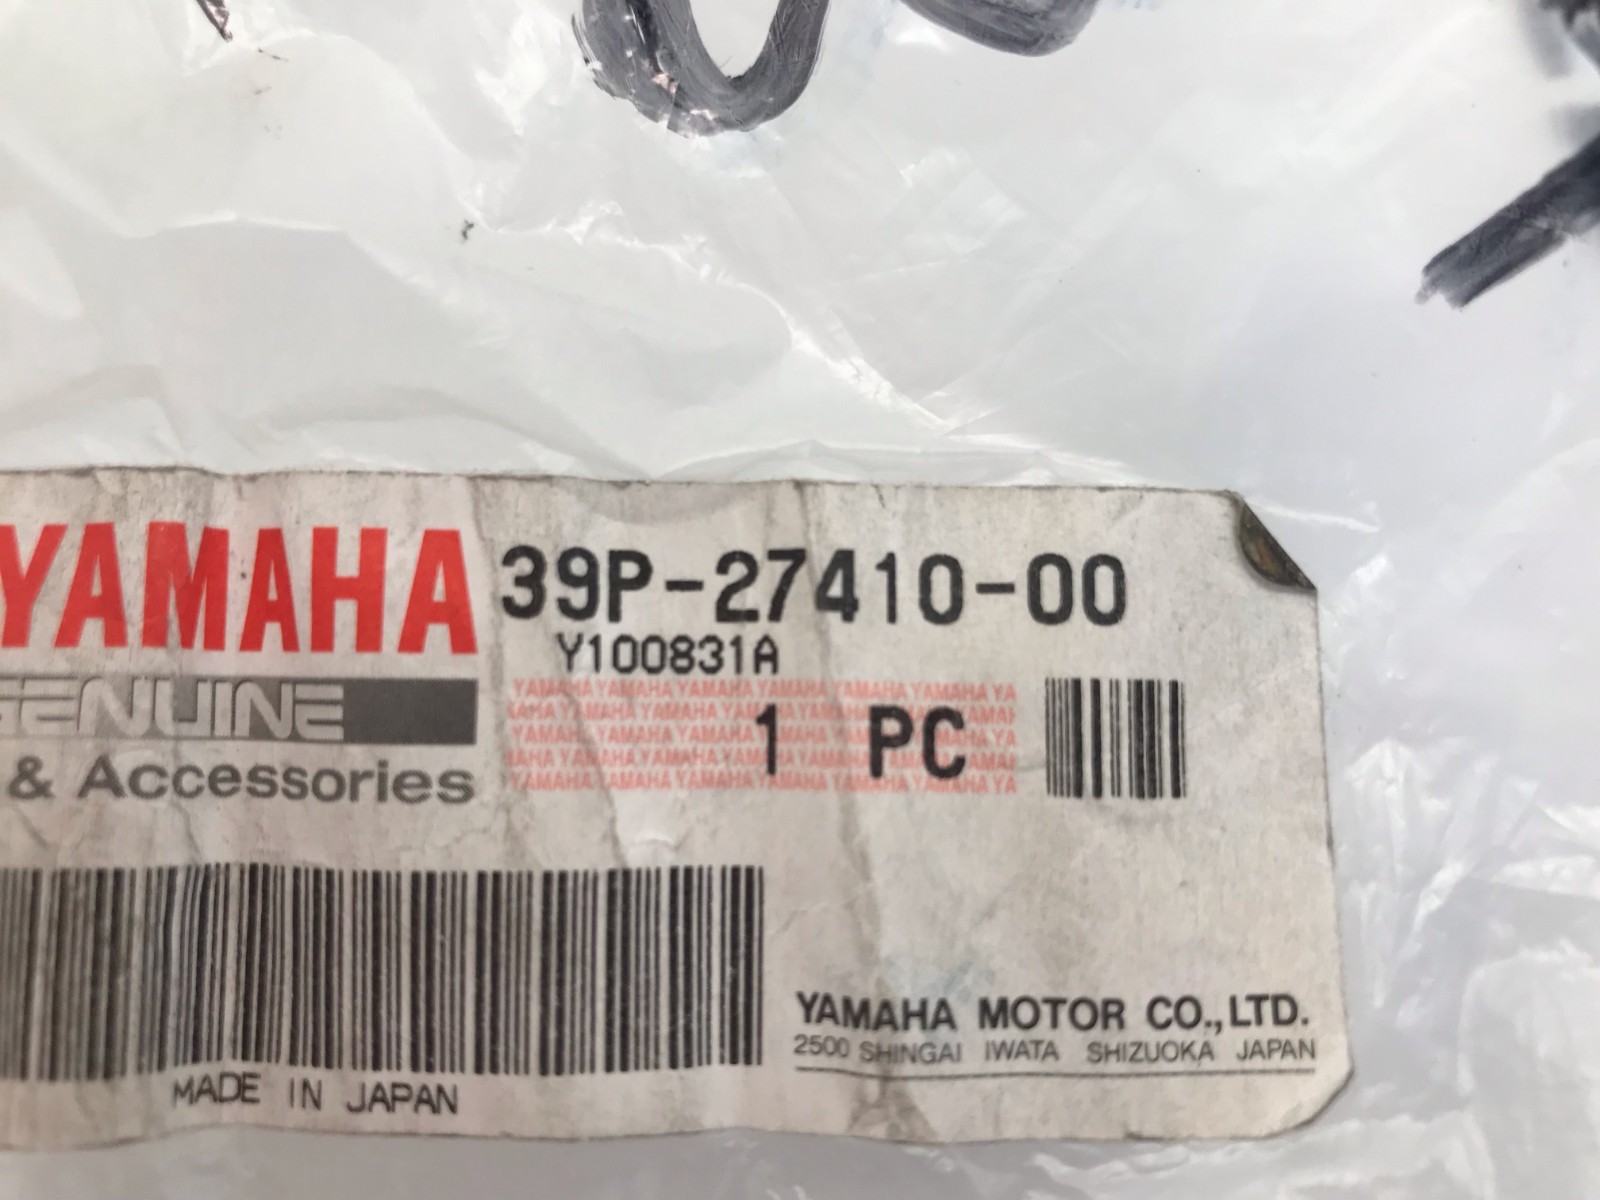 YAMAHA 39P-27410-00
Y100831A
GENUINE
1 PC
& Accessories
YAMAHA MOTOR CO.,LTD.
2500 SHINGAI IWATA SHIZUOKA JAPAN
MADE IN JAPAN